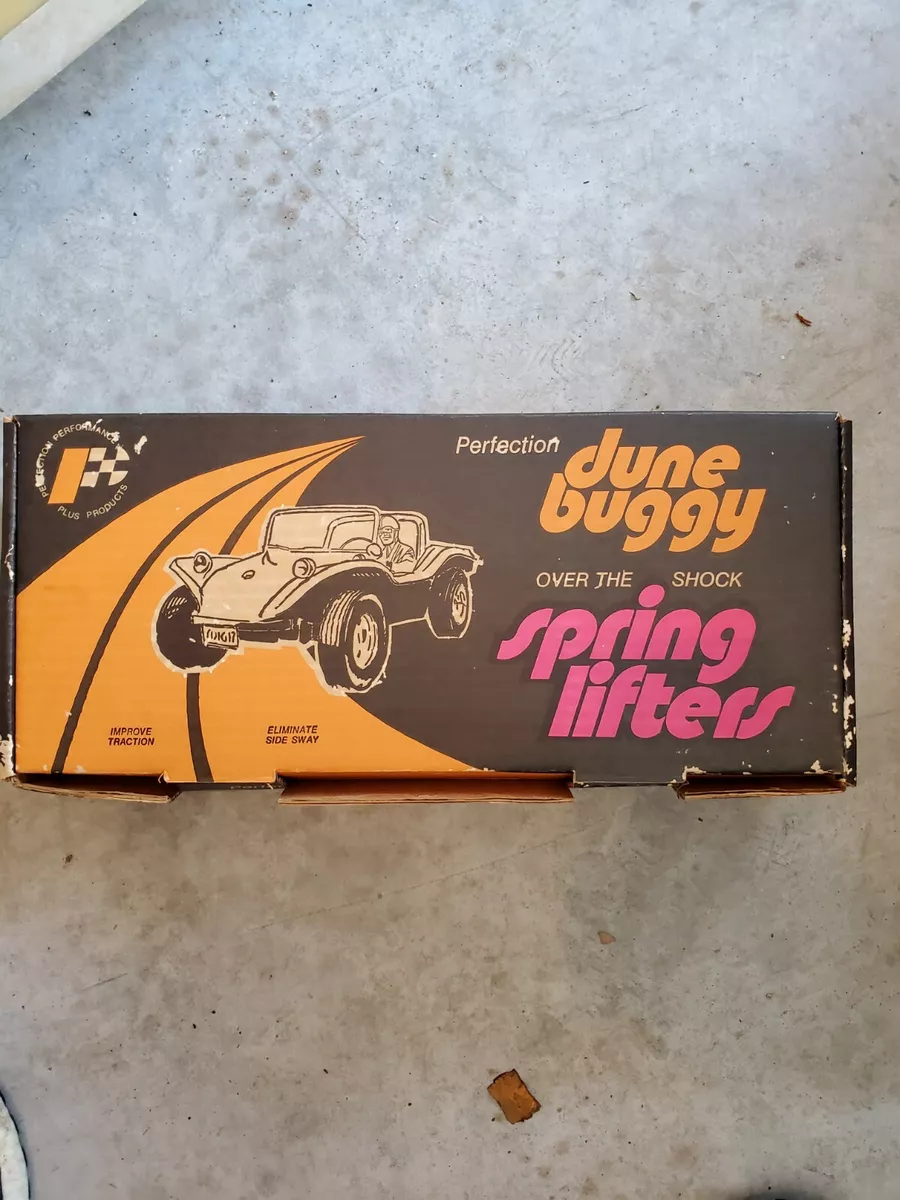 PERFECTION PERFORMANCE
PLUS PRODUCTS
Perfection
dune
buggy
OVER THE SHOCK
spring
lifters
IMPROVE
TRACTION
ELIMINATE
SIDE SWAY